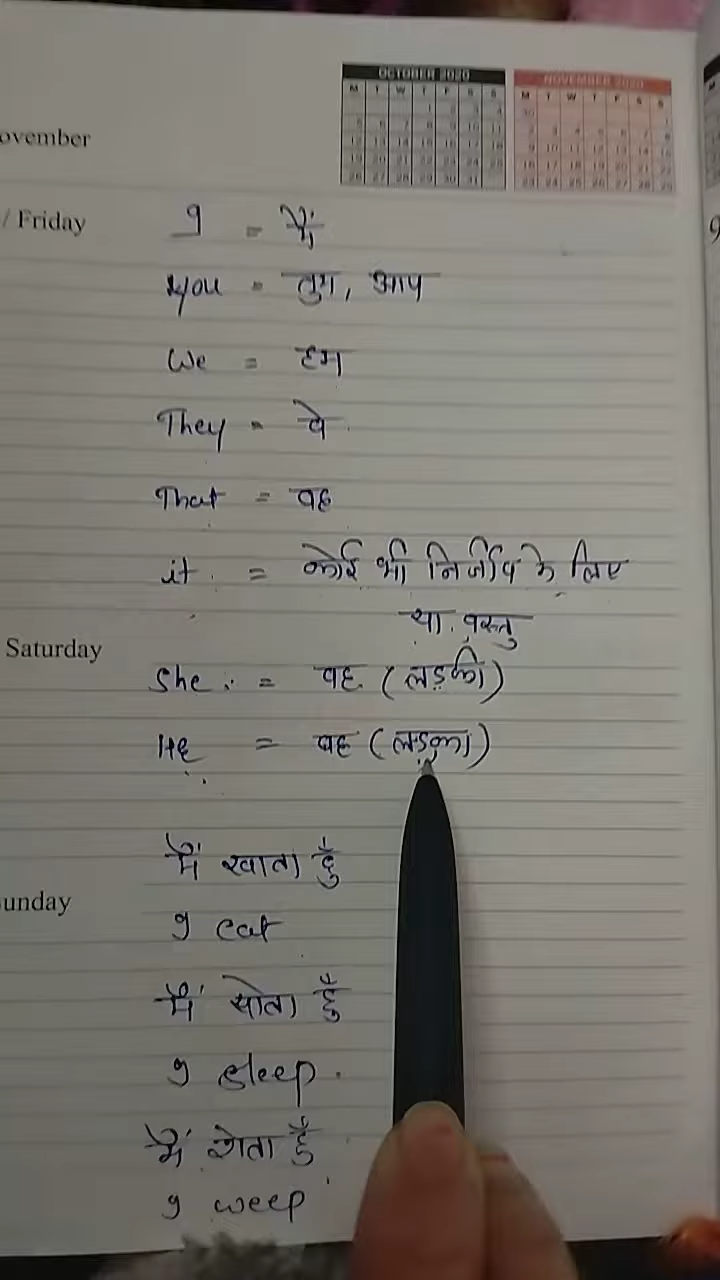 OCTOBER 2020 NOVEMBER 2020
M T W T F S S M T W T F S S
ovember
/ Friday
I = मैं
you = तुम, आप
We = हम
They = वे
That = वह
it = कोई भी निर्जीव के लिए
या वस्तु
Saturday
She = वह (लड़की)
He = वह (लड़का)
मैं खाता हूँ
unday
I eat
मैं सोता हूँ
I sleep.
मैं रोता हूँ
I weep
9